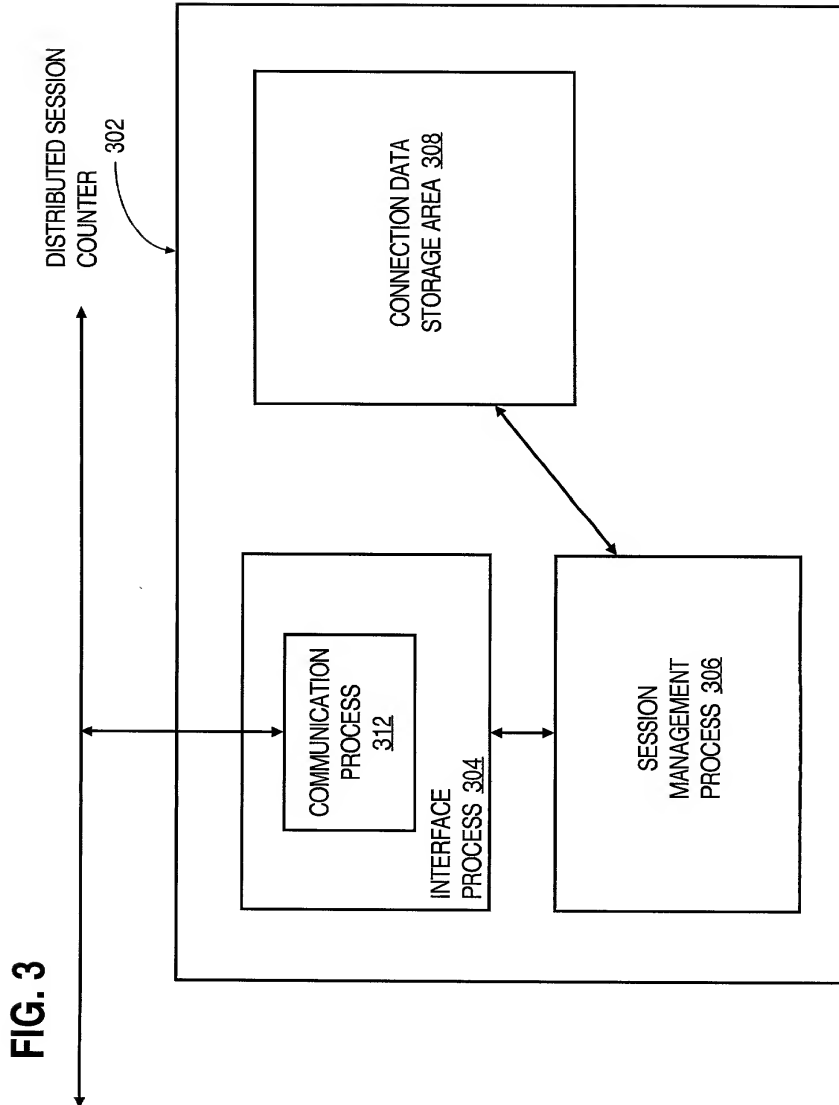 FIG. 3
DISTRIBUTED SESSION
COUNTER
302
COMMUNICATION
PROCESS
312
INTERFACE
PROCESS 304
CONNECTION DATA
STORAGE AREA 308
SESSION
MANAGEMENT
PROCESS 306